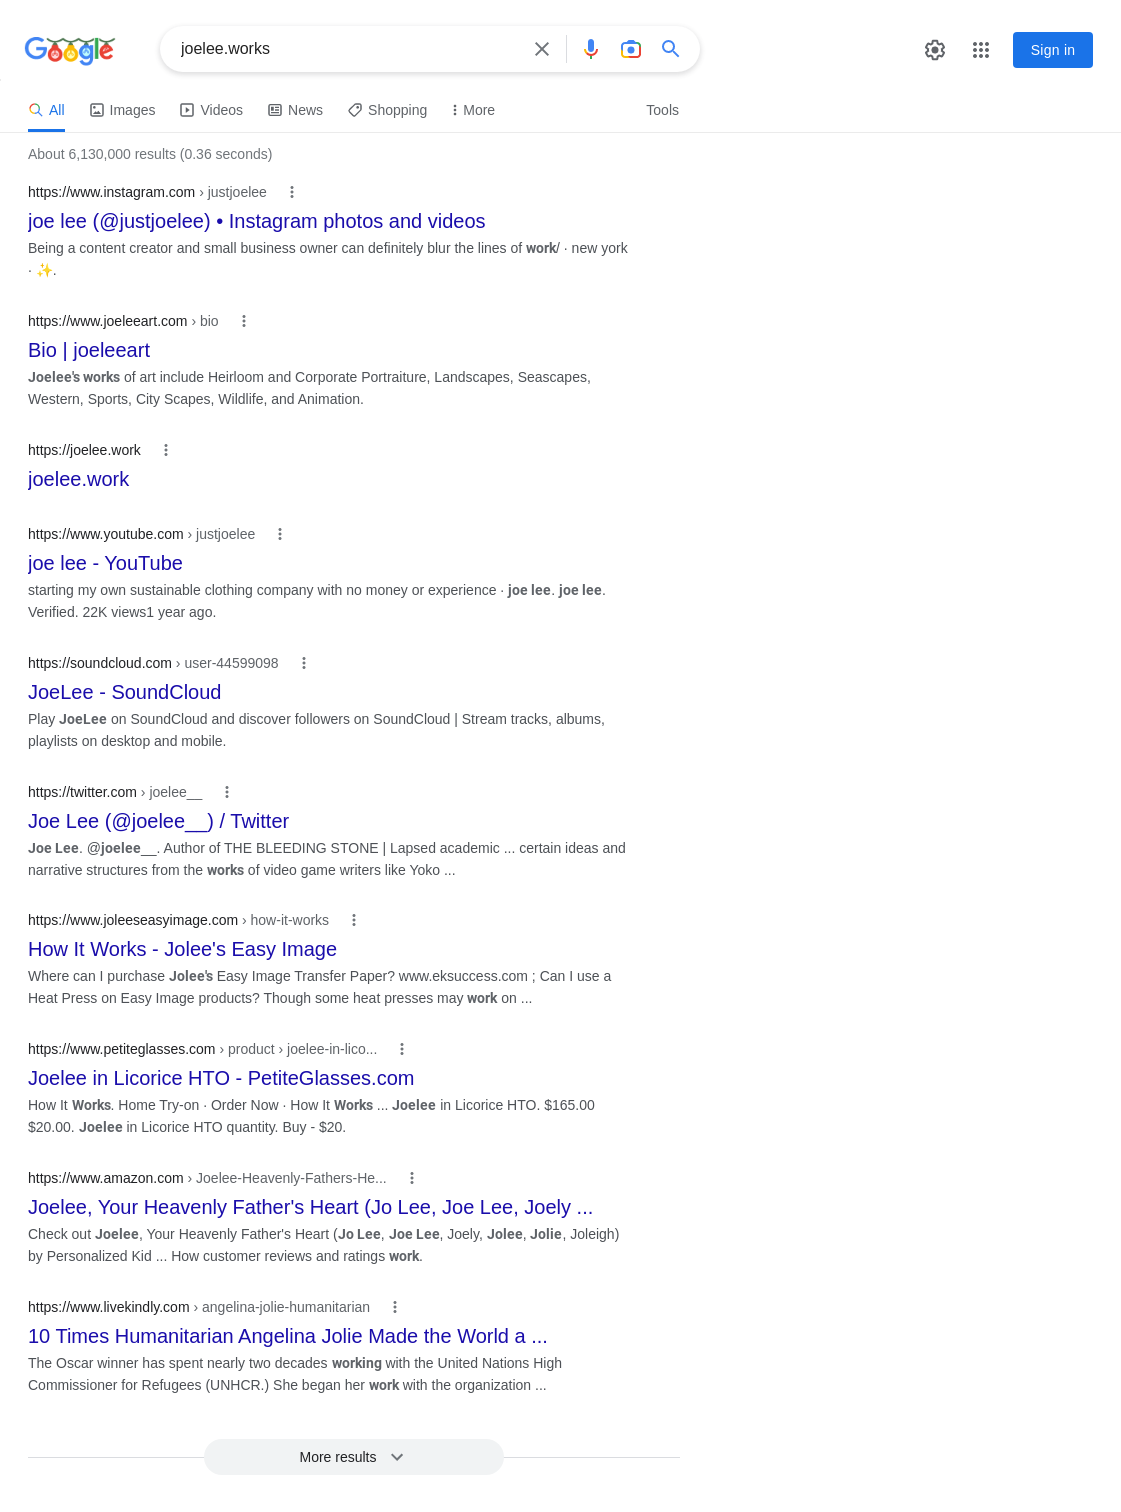 Google
joelee.works
Sign in
All Images Videos News Shopping More Tools
About 6,130,000 results (0.36 seconds)
https://www.instagram.com › justjoelee
joe lee (@justjoelee) • Instagram photos and videos
Being a content creator and small business owner can definitely blur the lines of work/ · new york
· ✨.
https://www.joeleeart.com › bio
Bio | joeleeart
Joelee's works of art include Heirloom and Corporate Portraiture, Landscapes, Seascapes,
Western, Sports, City Scapes, Wildlife, and Animation.
https://joelee.work
joelee.work
https://www.youtube.com › justjoelee
joe lee - YouTube
starting my own sustainable clothing company with no money or experience · joe lee. joe lee.
Verified. 22K views1 year ago.
https://soundcloud.com › user-44599098
JoeLee - SoundCloud
Play JoeLee on SoundCloud and discover followers on SoundCloud | Stream tracks, albums,
playlists on desktop and mobile.
https://twitter.com › joelee__
Joe Lee (@joelee__) / Twitter
Joe Lee. @joelee__. Author of THE BLEEDING STONE | Lapsed academic ... certain ideas and
narrative structures from the works of video game writers like Yoko ...
https://www.joleeseasyimage.com › how-it-works
How It Works - Jolee's Easy Image
Where can I purchase Jolee's Easy Image Transfer Paper? www.eksuccess.com ; Can I use a
Heat Press on Easy Image products? Though some heat presses may work on ...
https://www.petiteglasses.com › product › joelee-in-lico...
Joelee in Licorice HTO - PetiteGlasses.com
How It Works. Home Try-on · Order Now · How It Works ... Joelee in Licorice HTO. $165.00
$20.00. Joelee in Licorice HTO quantity. Buy - $20.
https://www.amazon.com › Joelee-Heavenly-Fathers-He...
Joelee, Your Heavenly Father's Heart (Jo Lee, Joe Lee, Joely ...
Check out Joelee, Your Heavenly Father's Heart (Jo Lee, Joe Lee, Joely, Jolee, Jolie, Joleigh)
by Personalized Kid ... How customer reviews and ratings work.
https://www.livekindly.com › angelina-jolie-humanitarian
10 Times Humanitarian Angelina Jolie Made the World a ...
The Oscar winner has spent nearly two decades working with the United Nations High
Commissioner for Refugees (UNHCR.) She began her work with the organization ...
More results